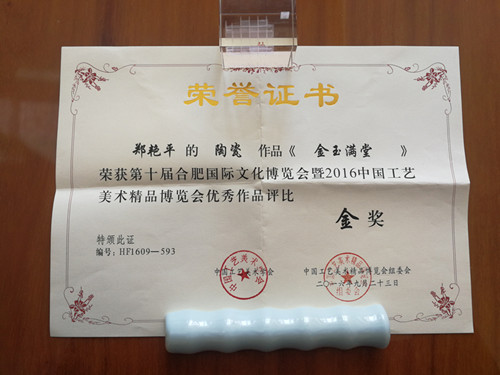 荣誉证书
郑艳平 的 陶瓷 作品《 金玉满堂 》
荣获第十届合肥国际文化博览会暨2016中国工艺
美术精品博览会优秀作品评比
金奖
特颁此证
编号：HF1609—593
中国工艺美术学会
中国工艺美术精品博览会组委会
二〇一六年九月二十三日